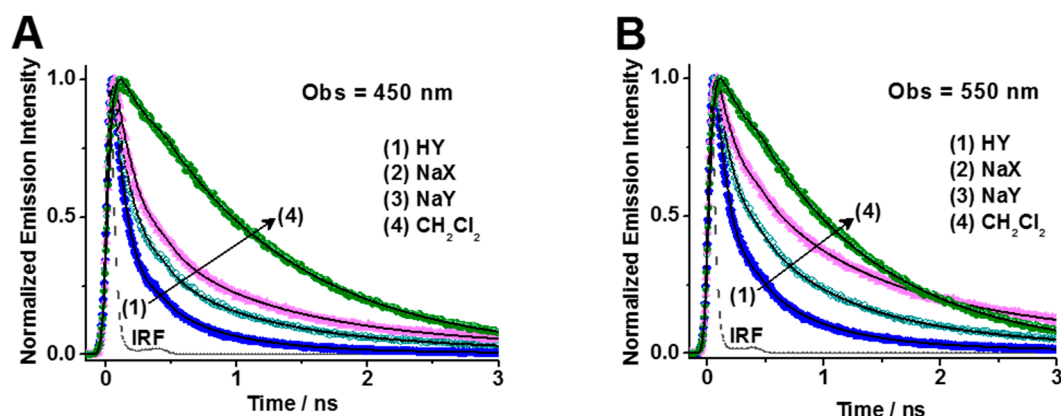 A
Normalized Emission Intensity
1.0
0.5
0.0
Obs = 450 nm
(1) HY
(2) NaX
(3) NaY
(4) CH₂Cl₂
(4)
(1)
IRF
0 1 2 3
Time / ns
B
Normalized Emission Intensity
1.0
0.5
0.0
Obs = 550 nm
(1) HY
(2) NaX
(3) NaY
(4) CH₂Cl₂
(4)
(1)
IRF
0 1 2 3
Time / ns